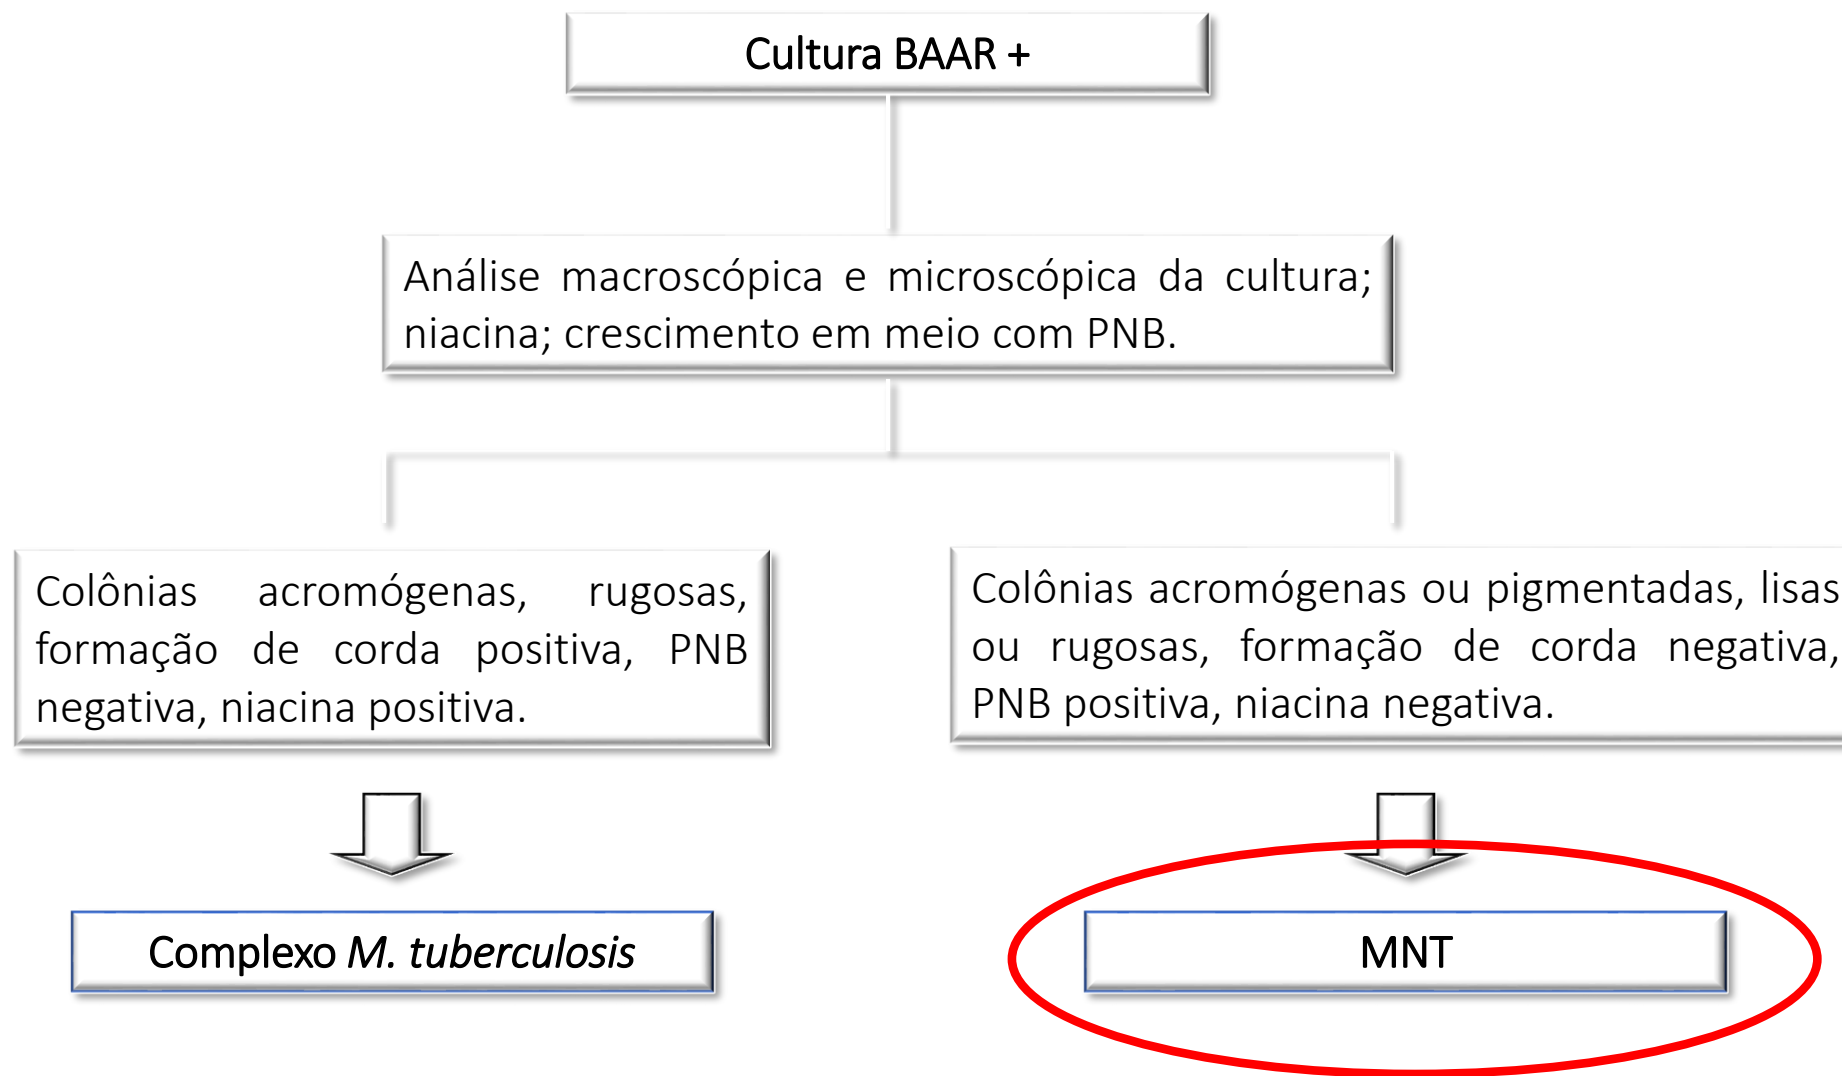 Cultura BAAR +
Análise macroscópica e microscópica da cultura;
niacina; crescimento em meio com PNB.
Colônias acromógenas, rugosas,
formação de corda positiva, PNB
negativa, niacina positiva.
Colônias acromógenas ou pigmentadas, lisas
ou rugosas, formação de corda negativa,
PNB positiva, niacina negativa.
Complexo M. tuberculosis
MNT